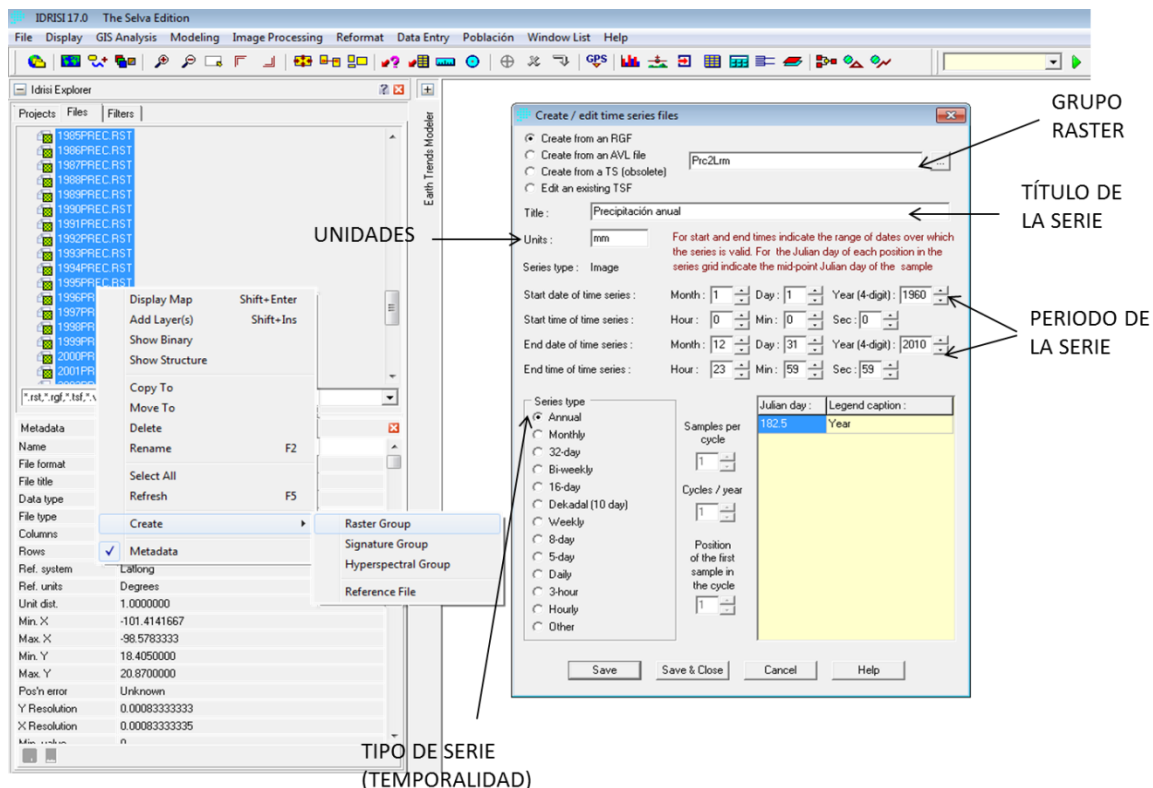 IDRISI 17.0 The Selva Edition
File Display GIS Analysis Modeling Image Processing Reformat Data Entry Población Window List Help
GPS
Idrisi Explorer
Projects Files Filters
1985PREC.RST
1986PREC.RST
1987PREC.RST
1988PREC.RST
1989PREC.RST
1990PREC.RST
1991PREC.RST
1992PREC.RST
1993PREC.RST
1994PREC.RST
1995PREC.RST
1996PR
1997PR
1998PR
1999PR
2000PR
2001PR
*.rst,*.rgf,*.tsf,*.v
Metadata
Name
File format
File title
Data type
File type
Columns
Rows
Ref. system Latlong
Ref. units Degrees
Unit dist. 1.0000000
Min. X -101.4141667
Max. X -98.5783333
Min. Y 18.4050000
Max. Y 20.8700000
Pos'n error Unknown
Y Resolution 0.00083333333
X Resolution 0.00083333335
Min. value 0
Display Map Shift+Enter
Add Layer(s) Shift+Ins
Show Binary
Show Structure
Copy To
Move To
Delete
Rename F2
Select All
Refresh F5
Create
Metadata
Raster Group
Signature Group
Hyperspectral Group
Reference File
Earth Trends Modeler
Create / edit time series files
Create from an RGF
Create from an AVL file
Create from a TS (obsolete)
Edit an existing TSF
Prc2Lrm
...
Title : Precipitación anual
Units : mm
For start and end times indicate the range of dates over which
the series is valid. For the Julian day of each position in the
series grid indicate the mid-point Julian day of the sample
Series type : Image
Start date of time series : Month : 1 Day : 1 Year (4-digit) : 1960
Start time of time series : Hour : 0 Min : 0 Sec : 0
End date of time series : Month : 12 Day : 31 Year (4-digit) : 2010
End time of time series : Hour : 23 Min : 59 Sec : 59
Series type
Annual
Monthly
32-day
Bi-weekly
16-day
Dekadal (10 day)
Weekly
8-day
5-day
Daily
3-hour
Hourly
Other
Samples per
cycle
1
Cycles / year
1
Position
of the first
sample in
the cycle
1
Julian day : Legend caption :
182.5 Year
Save Save & Close Cancel Help
GRUPO
RASTER
TÍTULO DE
LA SERIE
UNIDADES
PERIODO DE
LA SERIE
TIPO DE SERIE
(TEMPORALIDAD)